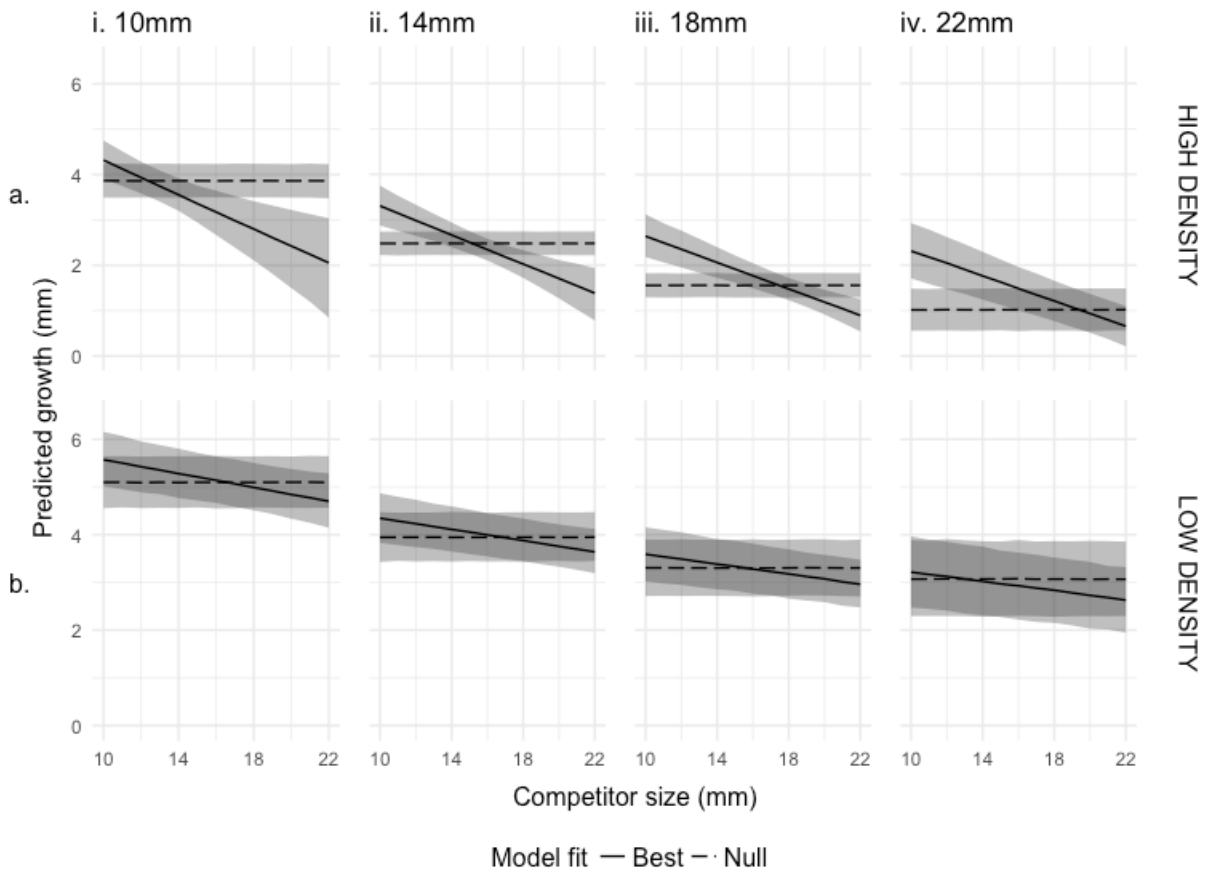 i. 10mm
ii. 14mm
iii. 18mm
iv. 22mm
6
4
2
0
a.
HIGH DENSITY
Predicted growth (mm)
6
4
2
0
b.
LOW DENSITY
10 14 18 22
10 14 18 22
10 14 18 22
10 14 18 22
Competitor size (mm)
Model fit Best Null